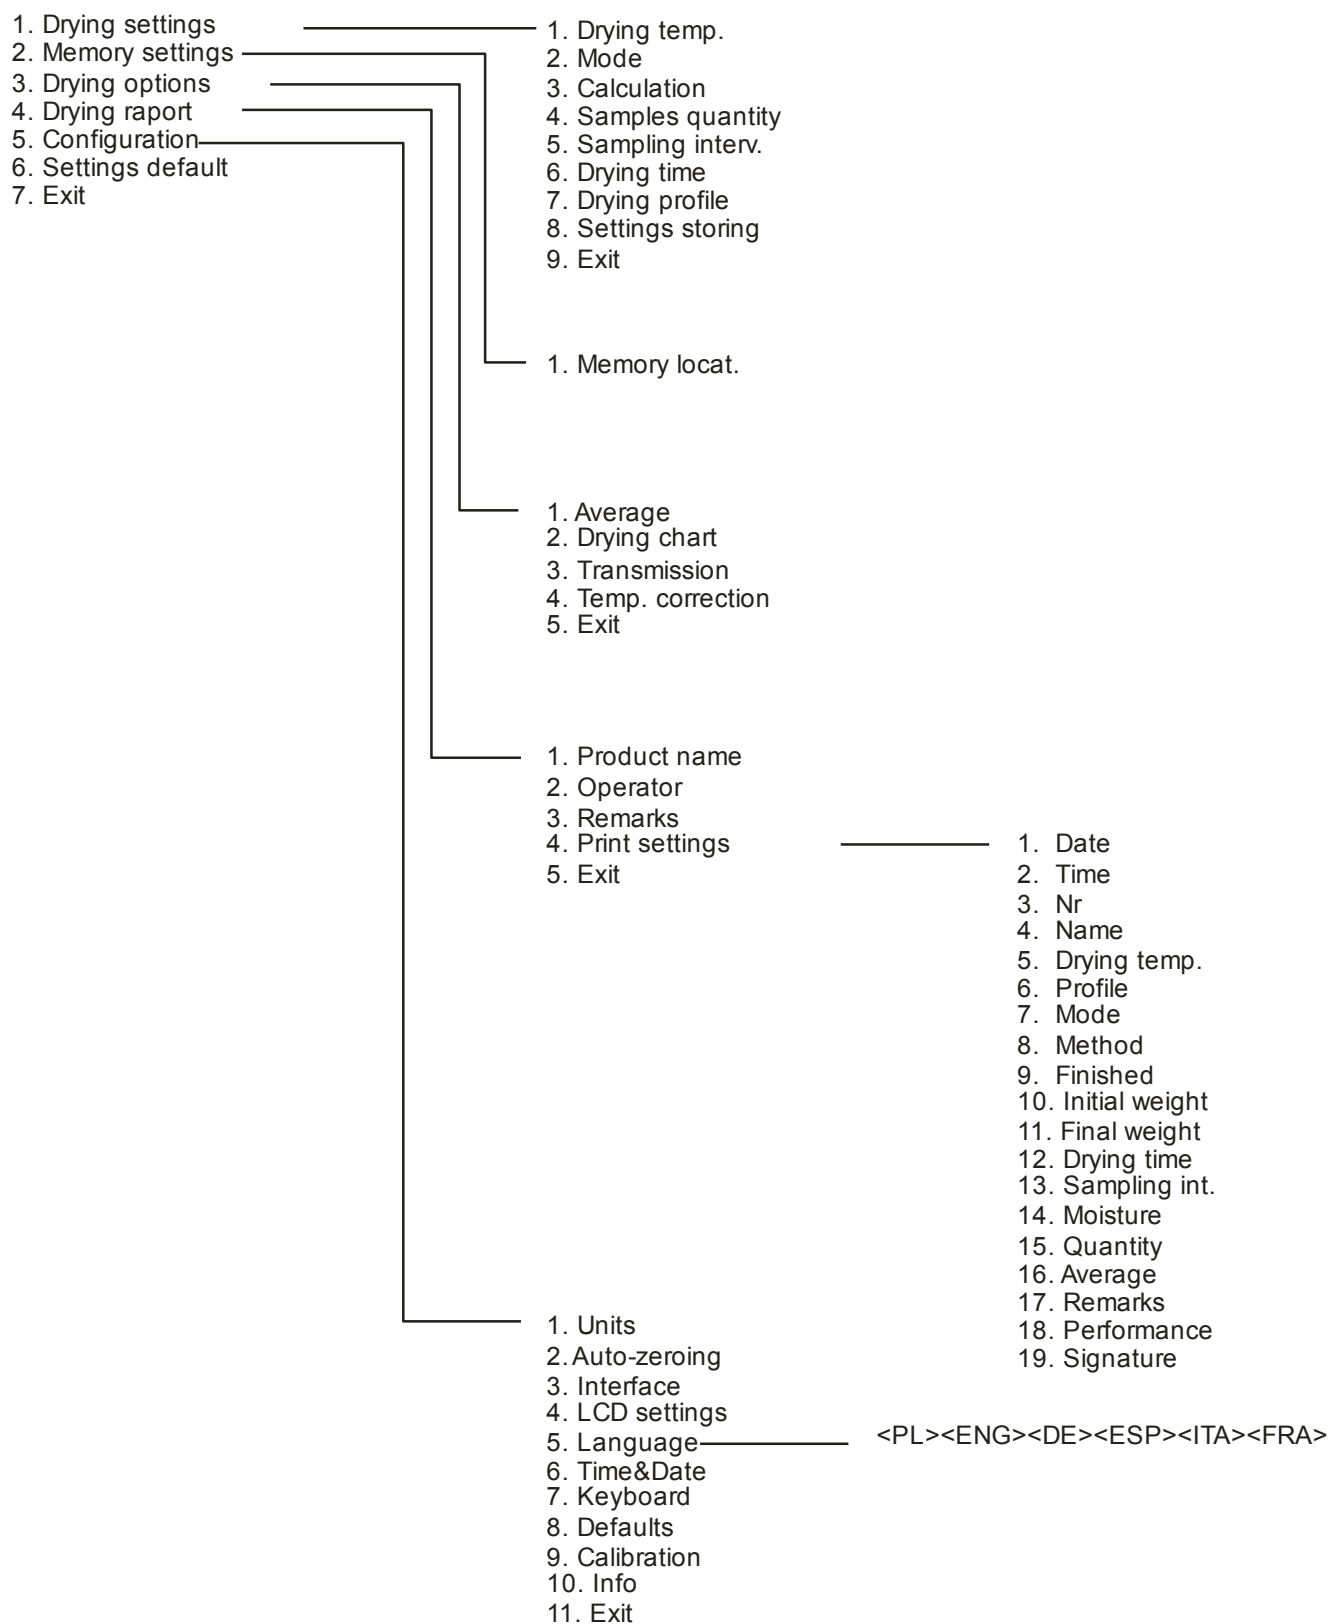 1. Drying settings
2. Memory settings
3. Drying options
4. Drying raport
5. Configuration
6. Settings default
7. Exit
1. Drying temp.
2. Mode
3. Calculation
4. Samples quantity
5. Sampling interv.
6. Drying time
7. Drying profile
8. Settings storing
9. Exit
1. Memory locat.
1. Average
2. Drying chart
3. Transmission
4. Temp. correction
5. Exit
1. Product name
2. Operator
3. Remarks
4. Print settings
5. Exit
1. Date
2. Time
3. Nr
4. Name
5. Drying temp.
6. Profile
7. Mode
8. Method
9. Finished
10. Initial weight
11. Final weight
12. Drying time
13. Sampling int.
14. Moisture
15. Quantity
16. Average
17. Remarks
18. Performance
19. Signature
1. Units
2. Auto-zeroing
3. Interface
4. LCD settings
5. Language
6. Time&Date
7. Keyboard
8. Defaults
9. Calibration
10. Info
11. Exit
<PL><ENG><DE><ESP><ITA><FRA>